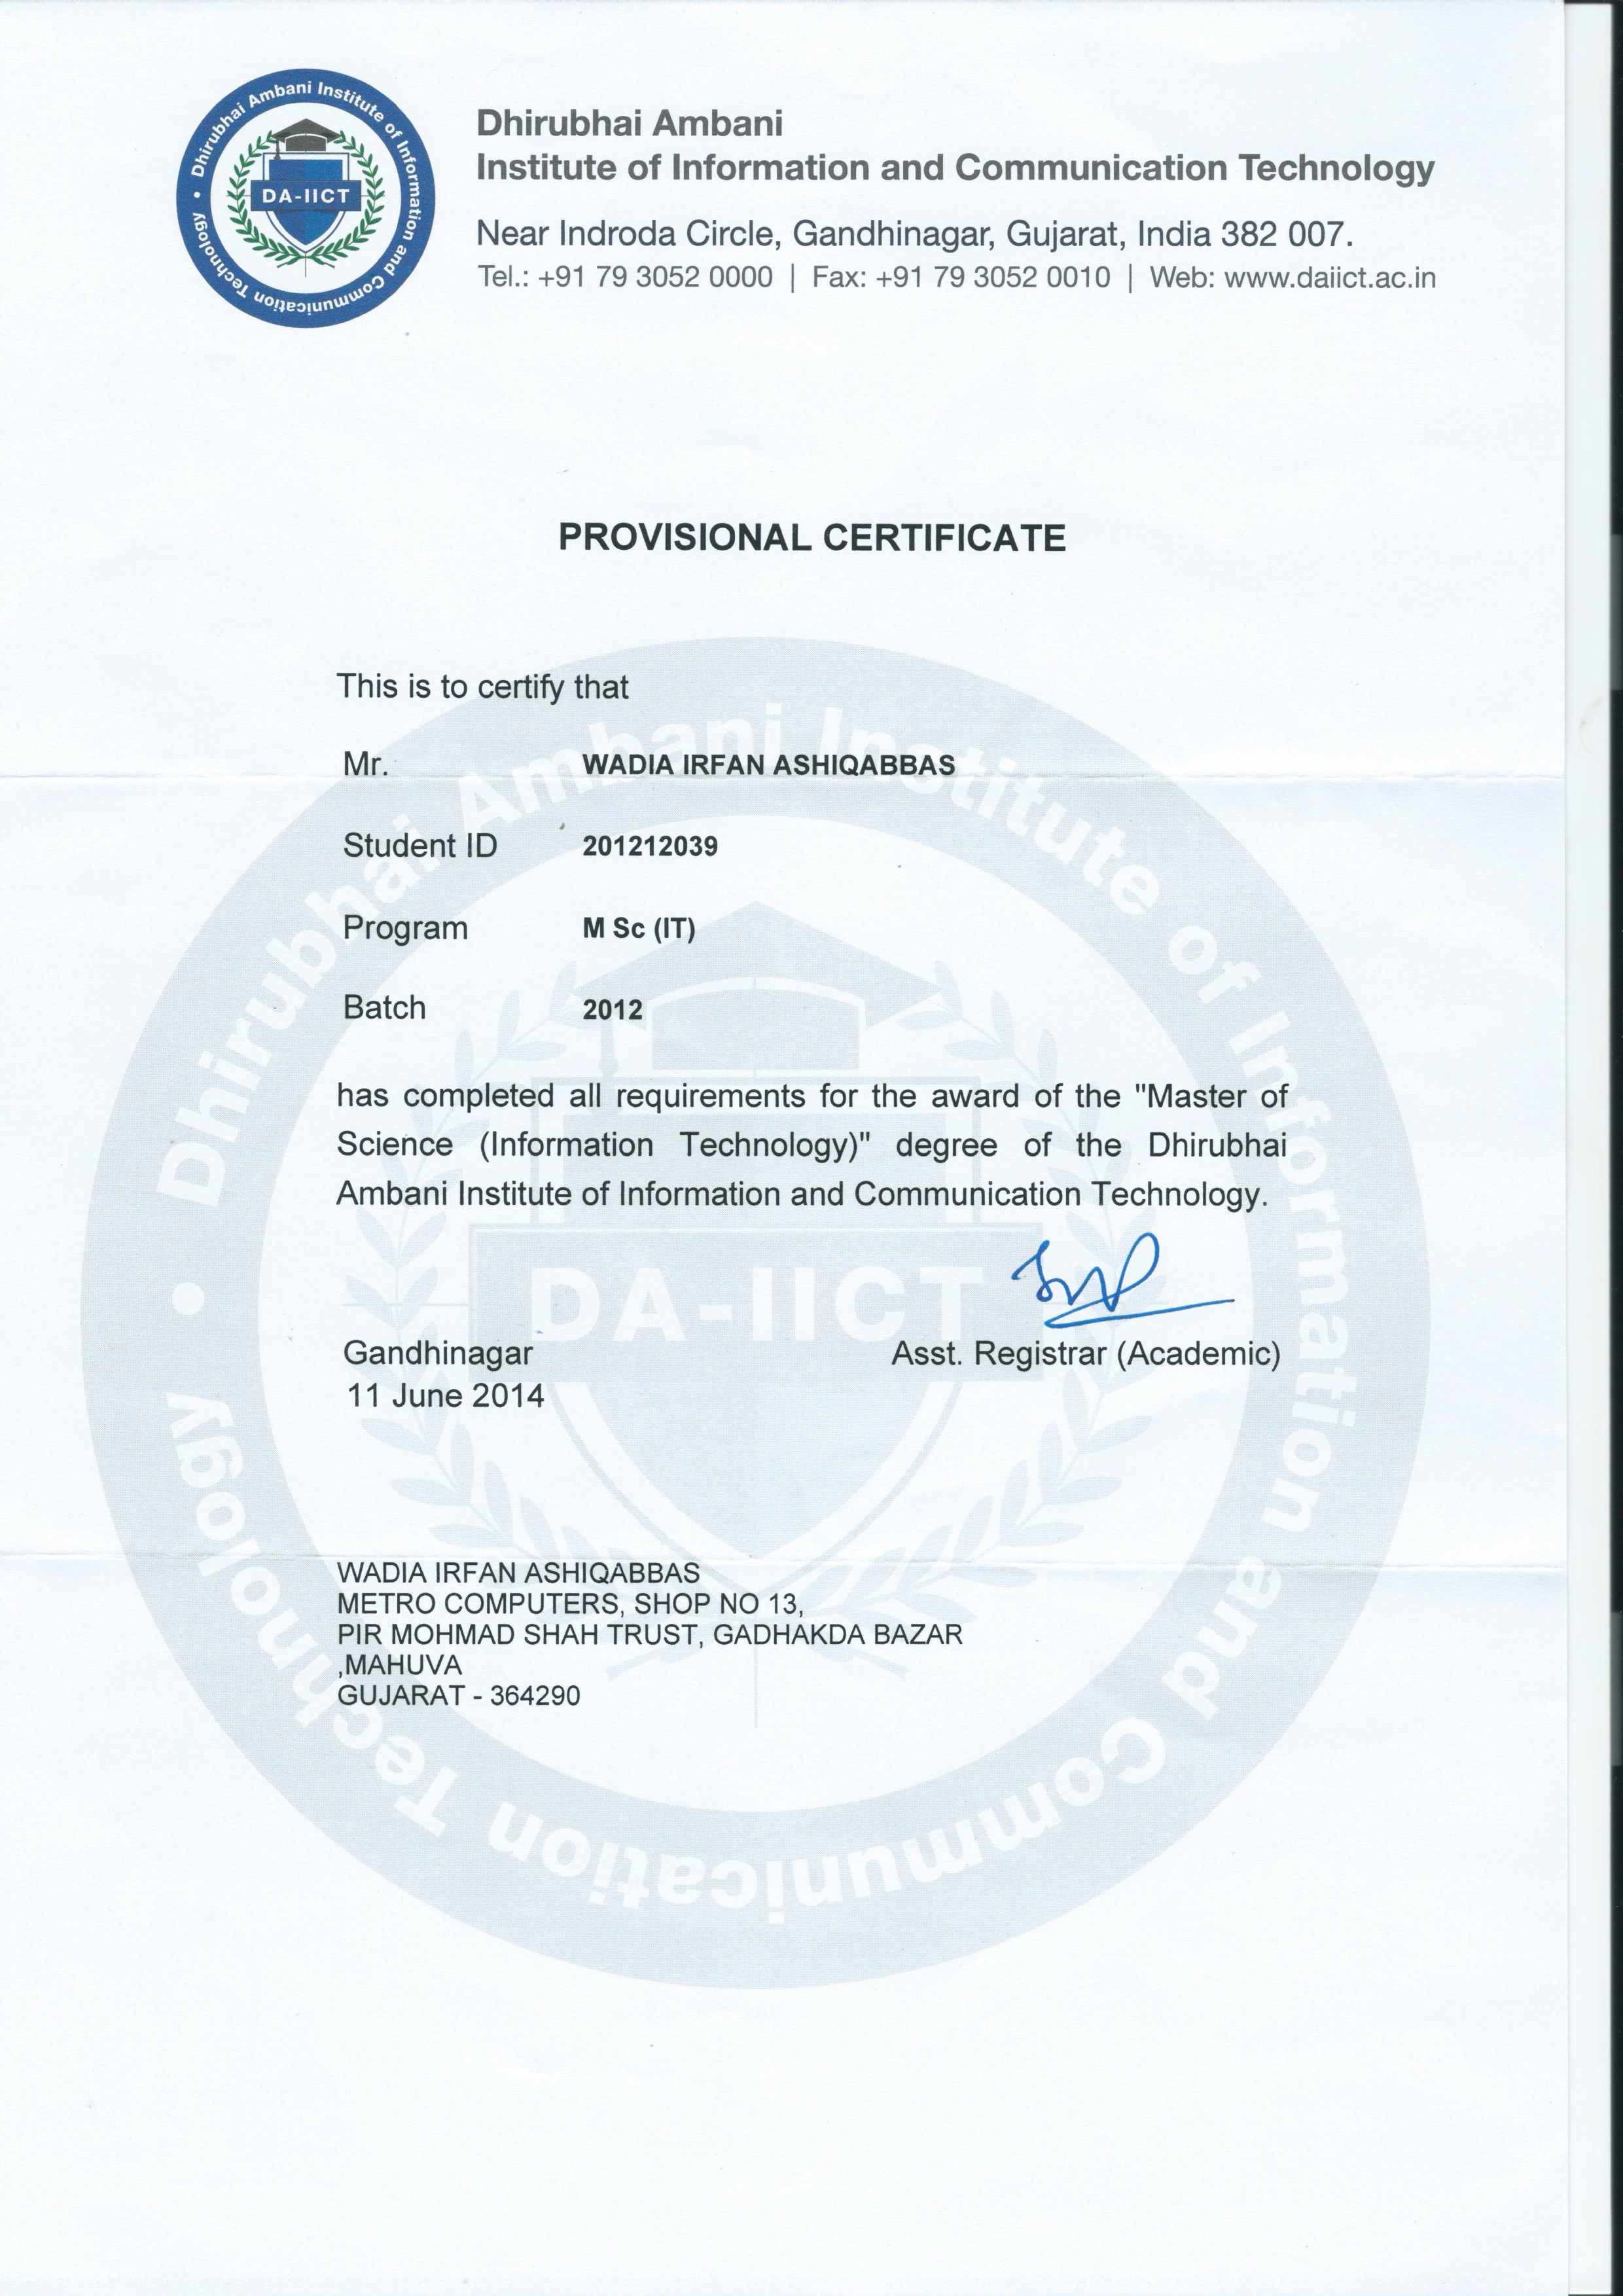 Dhirubhai Ambani Institute of Information and Communication Technology •
DA-IICT
Dhirubhai Ambani
Institute of Information and Communication Technology
Near Indroda Circle, Gandhinagar, Gujarat, India 382 007.
Tel.: +91 79 3052 0000 | Fax: +91 79 3052 0010 | Web: www.daiict.ac.in
PROVISIONAL CERTIFICATE
This is to certify that
Mr. WADIA IRFAN ASHIQABBAS
Student ID 201212039
Program M Sc (IT)
Batch 2012
has completed all requirements for the award of the "Master of
Science (Information Technology)" degree of the Dhirubhai
Ambani Institute of Information and Communication Technology.
Gandhinagar Asst. Registrar (Academic)
11 June 2014
WADIA IRFAN ASHIQABBAS
METRO COMPUTERS, SHOP NO 13,
PIR MOHMAD SHAH TRUST, GADHAKDA BAZAR
,MAHUVA
GUJARAT - 364290
Dhirubhai Ambani Institute of Information and Communication Technology •
DA-IICT